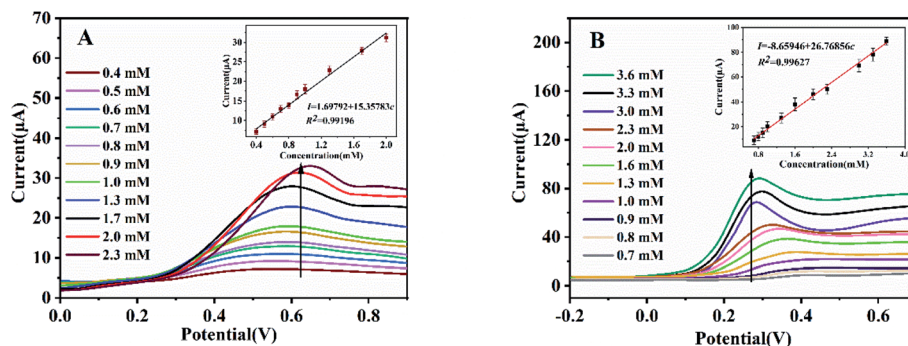 A
70
60
50
40
30
20
10
0
Current(μA)
0.0
0.2
0.4
0.6
0.8
Potential(V)
0.4 mM
0.5 mM
0.6 mM
0.7 mM
0.8 mM
0.9 mM
1.0 mM
1.3 mM
1.7 mM
2.0 mM
2.3 mM
Current(μA)
30
25
20
15
10
I=1.69792+15.35783c
R²=0.99196
0.4
0.8
1.2
1.6
2.0
Concentration(mM)
B
200
160
120
80
40
0
Current(μA)
-0.2
0.0
0.2
0.4
0.6
Potential(V)
3.6 mM
3.3 mM
3.0 mM
2.3 mM
2.0 mM
1.6 mM
1.3 mM
1.0 mM
0.9 mM
0.8 mM
0.7 mM
Current(μA)
100
80
60
40
20
I=-8.65946+26.76856c
R²=0.99627
0.8
1.6
2.4
3.2
4.0
Concentration(mM)